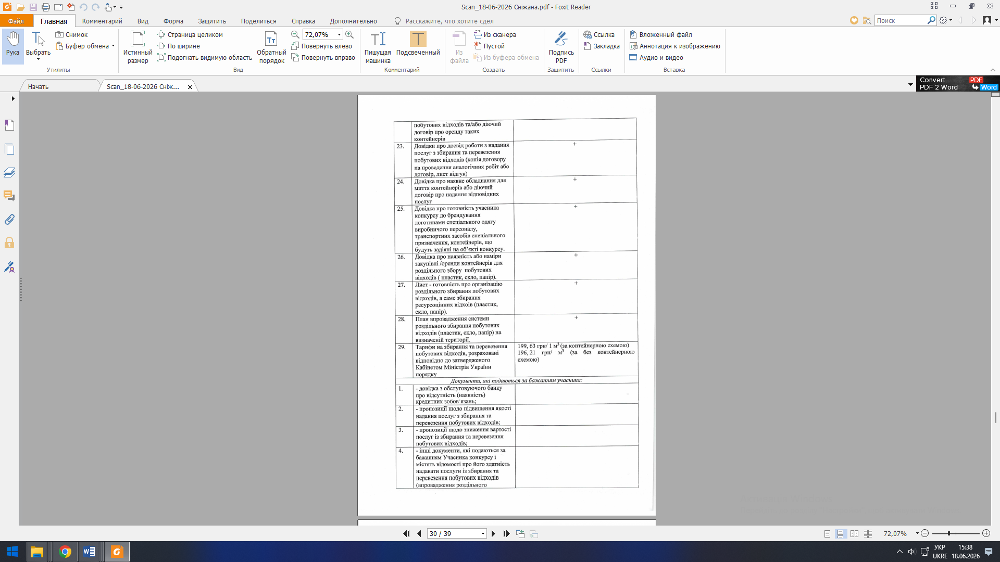 Scan_18-06-2026 Сніжана.pdf - Foxit Reader
Файл
Главная
Комментарий
Вид
Форма
Защитить
Поделиться
Справка
Дополнительно
Расскажите, что хотите сделать
Поиск
Рука
Выбрать
Снимок
Буфер обмена
Утилиты
Истинный размер
Страница целиком
По ширине
Подогнать видимую область
Обратный порядок
72,07%
Повернуть влево
Повернуть вправо
Вид
Пишущая машинка
Подсвеченный
Комментарий
Из файла
Из сканера
Пустой
Из буфера обмена
Создать
Подпись PDF
Защитить
Ссылка
Закладка
Ссылки
Вложенный файл
Аннотация к изображению
Аудио и видео
Вставка
Начать
Scan_18-06-2026 Сніж...
Convert PDF
PDF 2 Word Word
побутових відходів та/або діючий
договір про оренду таких
контейнерів
23. Довідки про досвід роботи з надання +
послуг з збирання та перевезення
побутових відходів (копія договору
на проведення аналогічних робіт або
договір, лист відгук)
24. Довідка про наявне обладнання для +
миття контейнерів або діючий
договір про надання відповідних
послуг
25. Довідка про готовність учасника +
конкурсу до брендування
логотипами спеціального одягу
виробничого персоналу,
транспортних засобів спеціального
призначення, контейнерів, що
будуть задіяні на об'єкті конкурсу.
26. Довідка про наявність або наміри +
закупівлі /оренди контейнерів для
роздільного збору побутових
відходів ( пластик, скло, папір).
27. Лист - готовність про організацію +
роздільного збирання побутових
відходів, а саме збирання
ресурсоцінних відхоів (пластик,
скло, папір).
28. План впровадження системи +
роздільного збирання побутових
відходів (пластик, скло, папір) на
визначеній території.
29. Тарифи на збирання та перевезення 199, 63 грн/ 1 м³ (за контейнерною схемою)
побутових відходів, розраховані 196, 21 грн/ м³ (за без контейнерною
відповідно до затвердженого схемою)
Кабінетом Міністрів України
порядку
Документи, які подаються за бажанням учасника:
1. - довідка з обслуговуючого банку
про відсутність (наявність)
кредитних зобов'язань;
2. - пропозиції щодо підвищення якості
надання послуг з збирання та
перевезення побутових відходів;
3. - пропозиції щодо зниження вартості
послуг із збирання та перевезення
побутових відходів;
4. - інші документи, які подаються за
бажанням Учасника конкурсу і
містять відомості про його здатність
надавати послуги із збирання та
перевезення побутових відходів
(впровадження роздільного
30 / 39
72,07%
УКР
UKRE
15:38
18.06.2026